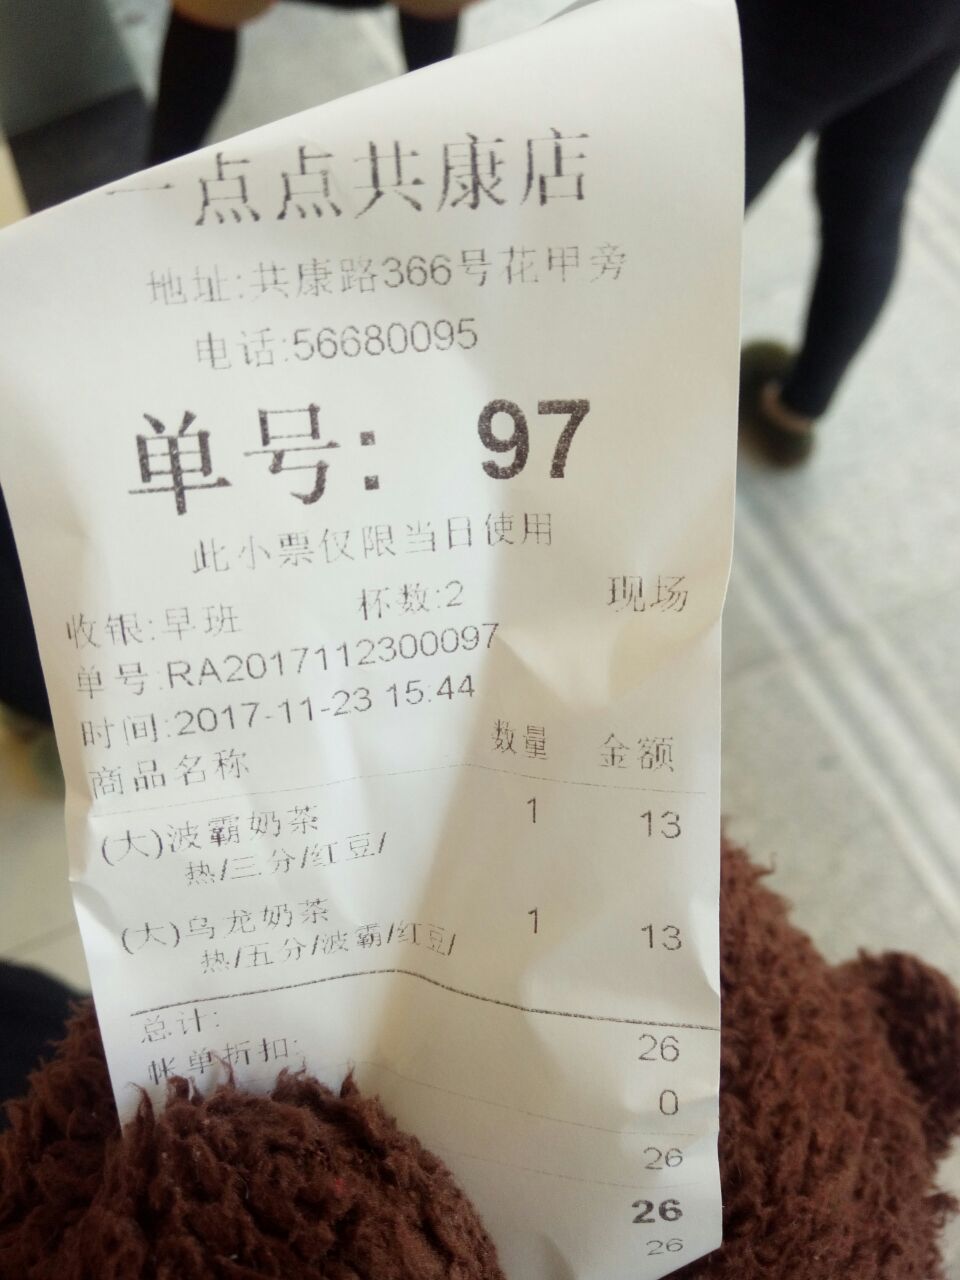 一点点共康店
地址:共康路366号花甲旁
电话:56680095
单号: 97
此小票仅限当日使用
收银:早班 杯数:2 现场
单号:RA2017112300097
时间:2017-11-23 15:44
商品名称 数量 金额
(大)波霸奶茶 1 13
热/三分/红豆/
(大)乌龙奶茶 1 13
热/五分/波霸/红豆/
总计: 26
帐单折扣: 0
26
26
26